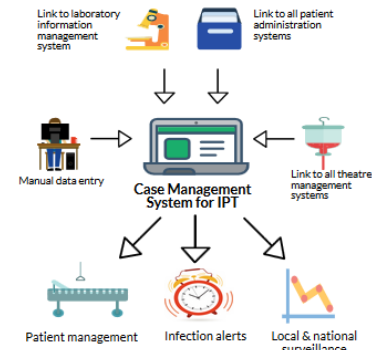 Link to laboratory
information
management
system
Link to all patient
administration
systems
Manual data entry
Case Management
System for IPT
Link to all theatre
management
systems
Patient management
Infection alerts
Local & national
surveillance